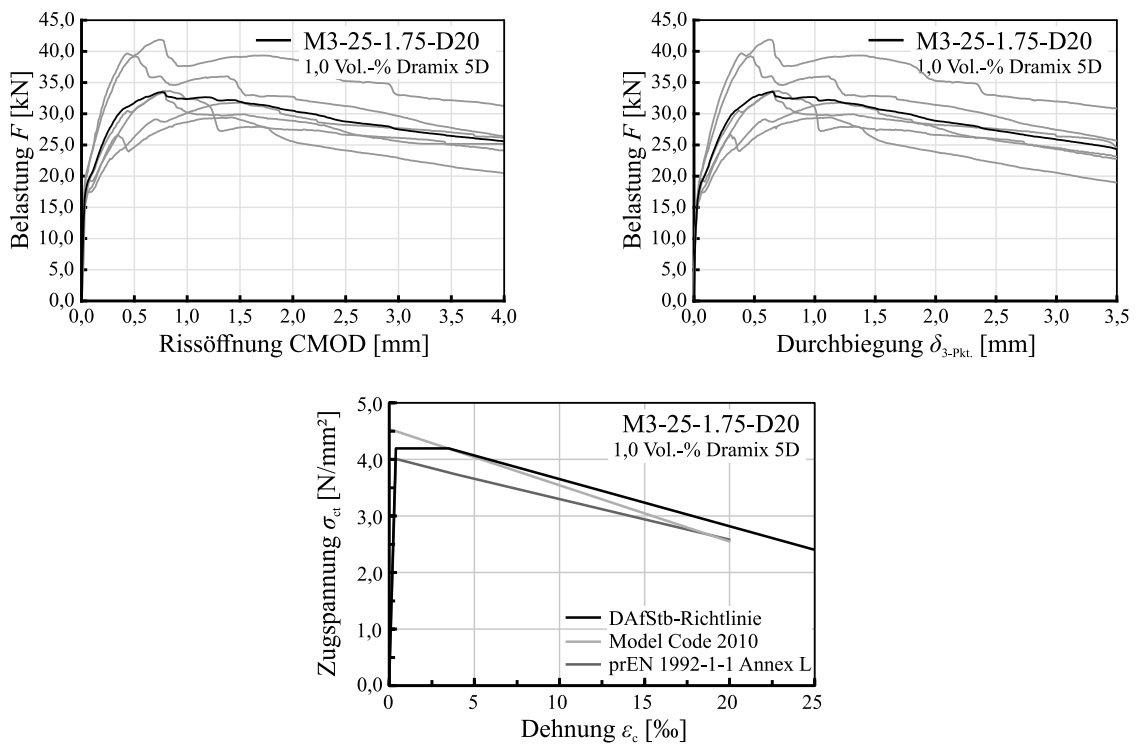 45,0
40,0
35,0
30,0
25,0
20,0
15,0
10,0
5,0
0,0
Belastung F [kN]
M3-25-1.75-D20
1,0 Vol.-% Dramix 5D
0,0 0,5 1,0 1,5 2,0 2,5 3,0 3,5 4,0
Rissöffnung CMOD [mm]
45,0
40,0
35,0
30,0
25,0
20,0
15,0
10,0
5,0
0,0
Belastung F [kN]
M3-25-1.75-D20
1,0 Vol.-% Dramix 5D
0,0 0,5 1,0 1,5 2,0 2,5 3,0 3,5
Durchbiegung δ3-Pkt. [mm]
5,0
4,0
3,0
2,0
1,0
0,0
Zugspannung σct [N/mm²]
M3-25-1.75-D20
1,0 Vol.-% Dramix 5D
DAfStb-Richtlinie
Model Code 2010
prEN 1992-1-1 Annex L
0 5 10 15 20 25
Dehnung εc [‰]